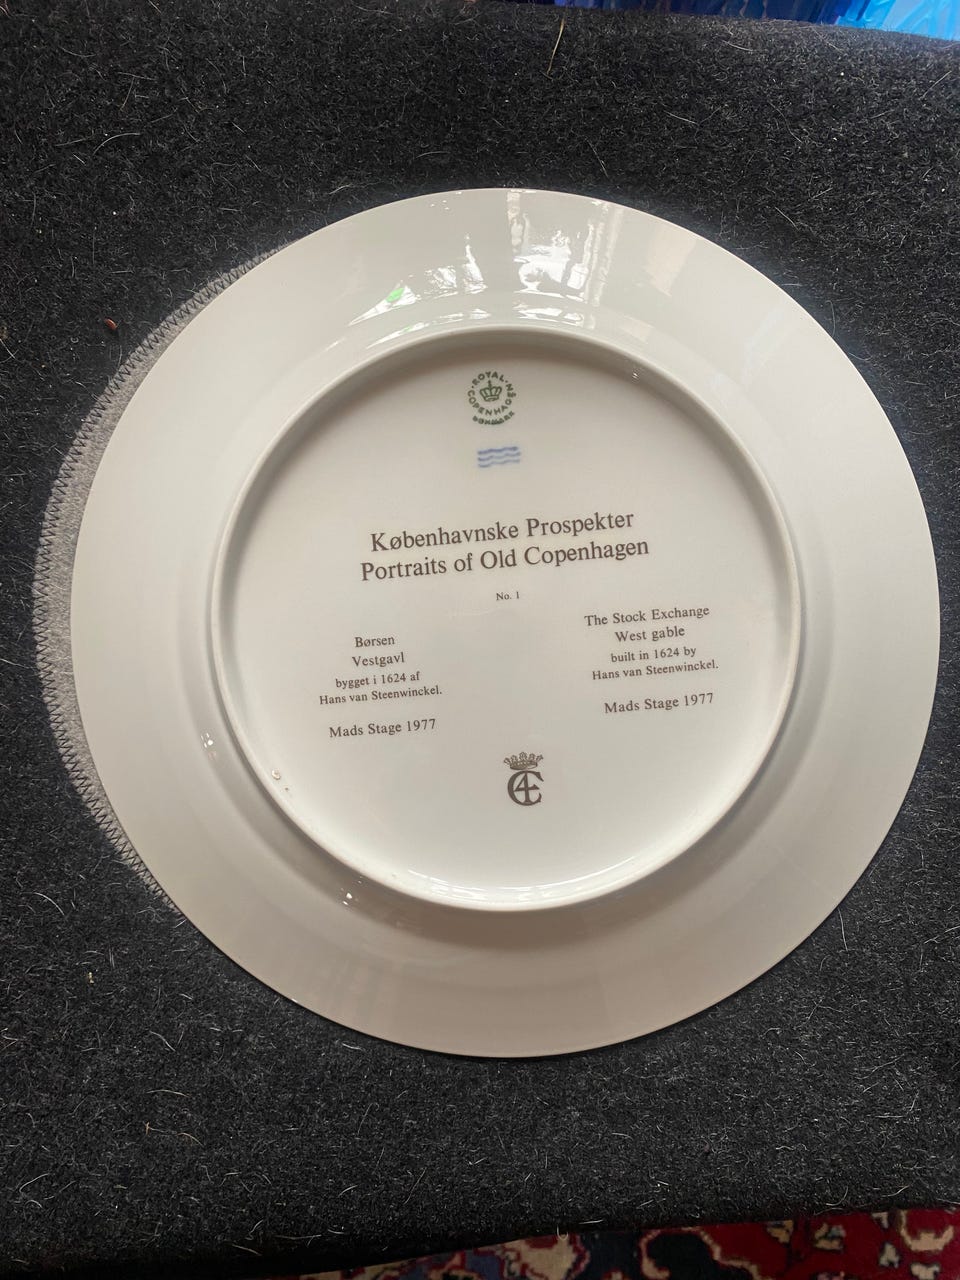 ROYAL COPENHAGEN
DENMARK
Københavnske Prospekter
Portraits of Old Copenhagen
No. 1
Børsen
Vestgavl
bygget i 1624 af
Hans van Steenwinckel.
Mads Stage 1977
The Stock Exchange
West gable
built in 1624 by
Hans van Steenwinckel.
Mads Stage 1977
C4